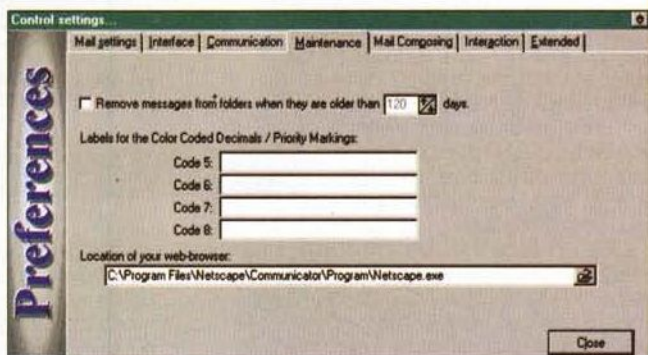 Control settings...
Mail settings Interface Communication Maintenance Mail Composing Interaction Extended
Preferences
Remove messages from folders when they are older than 120 days.
Labels for the Color Coded Decimals / Priority Markings:
Code 5:
Code 6:
Code 7:
Code 8:
Location of your web-browser:
C:\Program Files\Netscape\Communicator\Program\Netscape.exe
Close